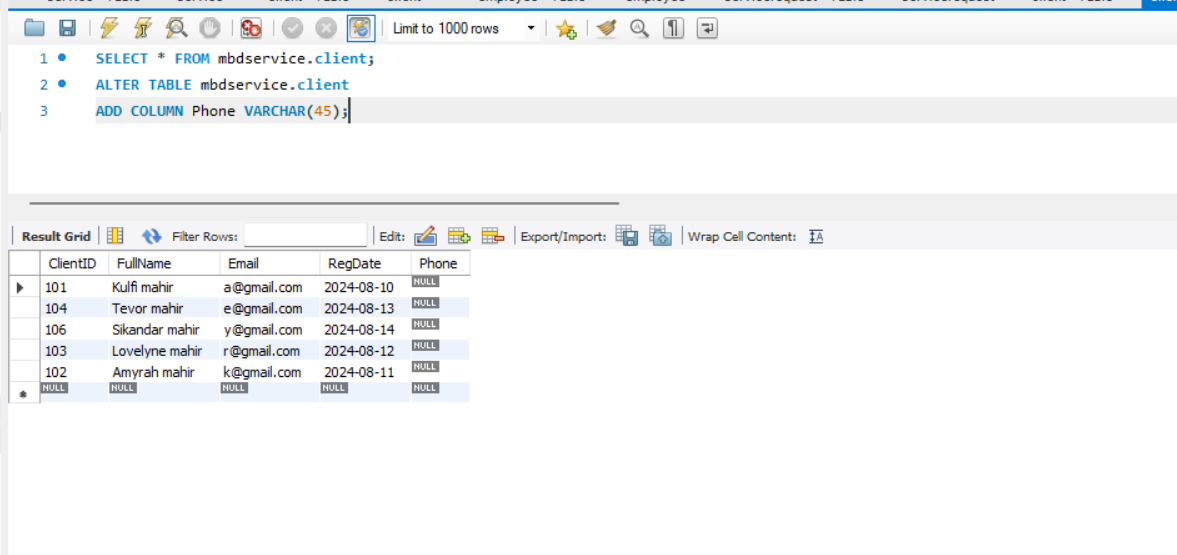 Limit to 1000 rows
1 SELECT * FROM mbdservice.client;
2 ALTER TABLE mbdservice.client
3 ADD COLUMN Phone VARCHAR(45);
Result Grid Filter Rows: Edit: Export/Import: Wrap Cell Content:
ClientID FullName Email RegDate Phone
101 Kulfi mahir a@gmail.com 2024-08-10 NULL
104 Tevor mahir e@gmail.com 2024-08-13 NULL
106 Sikandar mahir y@gmail.com 2024-08-14 NULL
103 Lovelyne mahir r@gmail.com 2024-08-12 NULL
102 Amyrah mahir k@gmail.com 2024-08-11 NULL
NULL NULL NULL NULL NULL